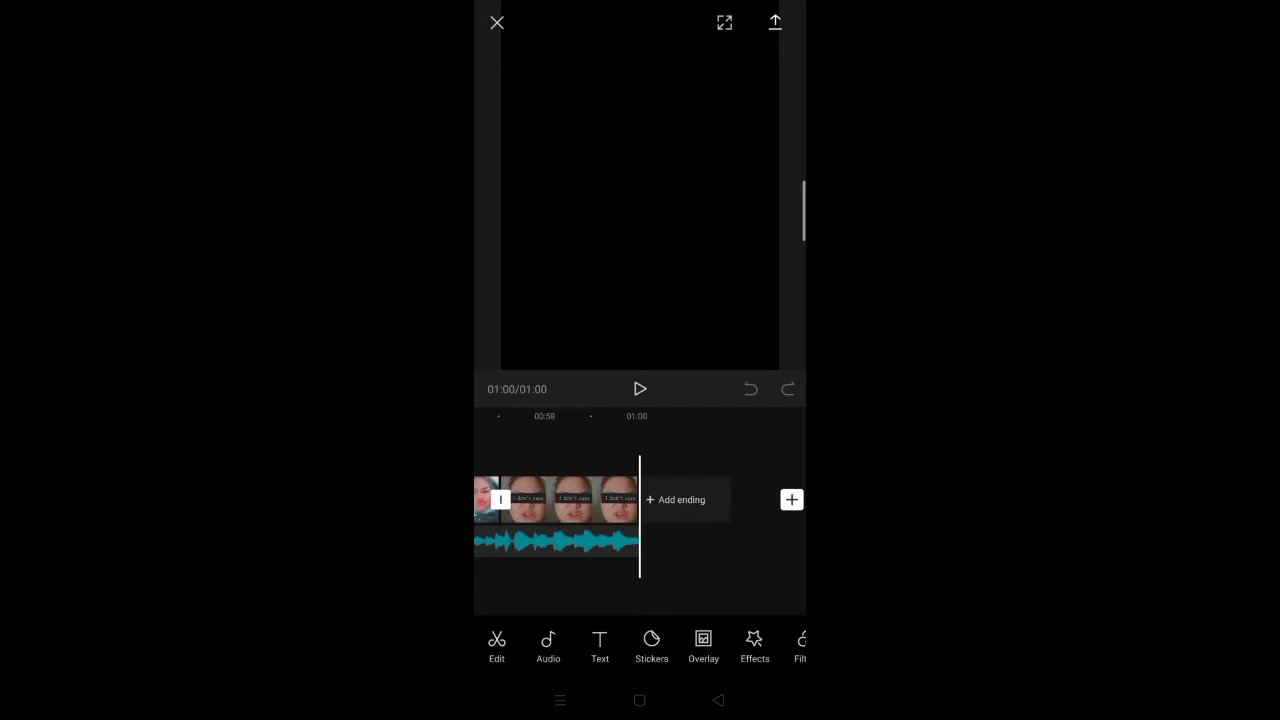 01:00/01:00
00:58
01:00
I don't care
I don't care
I don't care
Add ending
Edit
Audio
Text
Stickers
Overlay
Effects
Filt